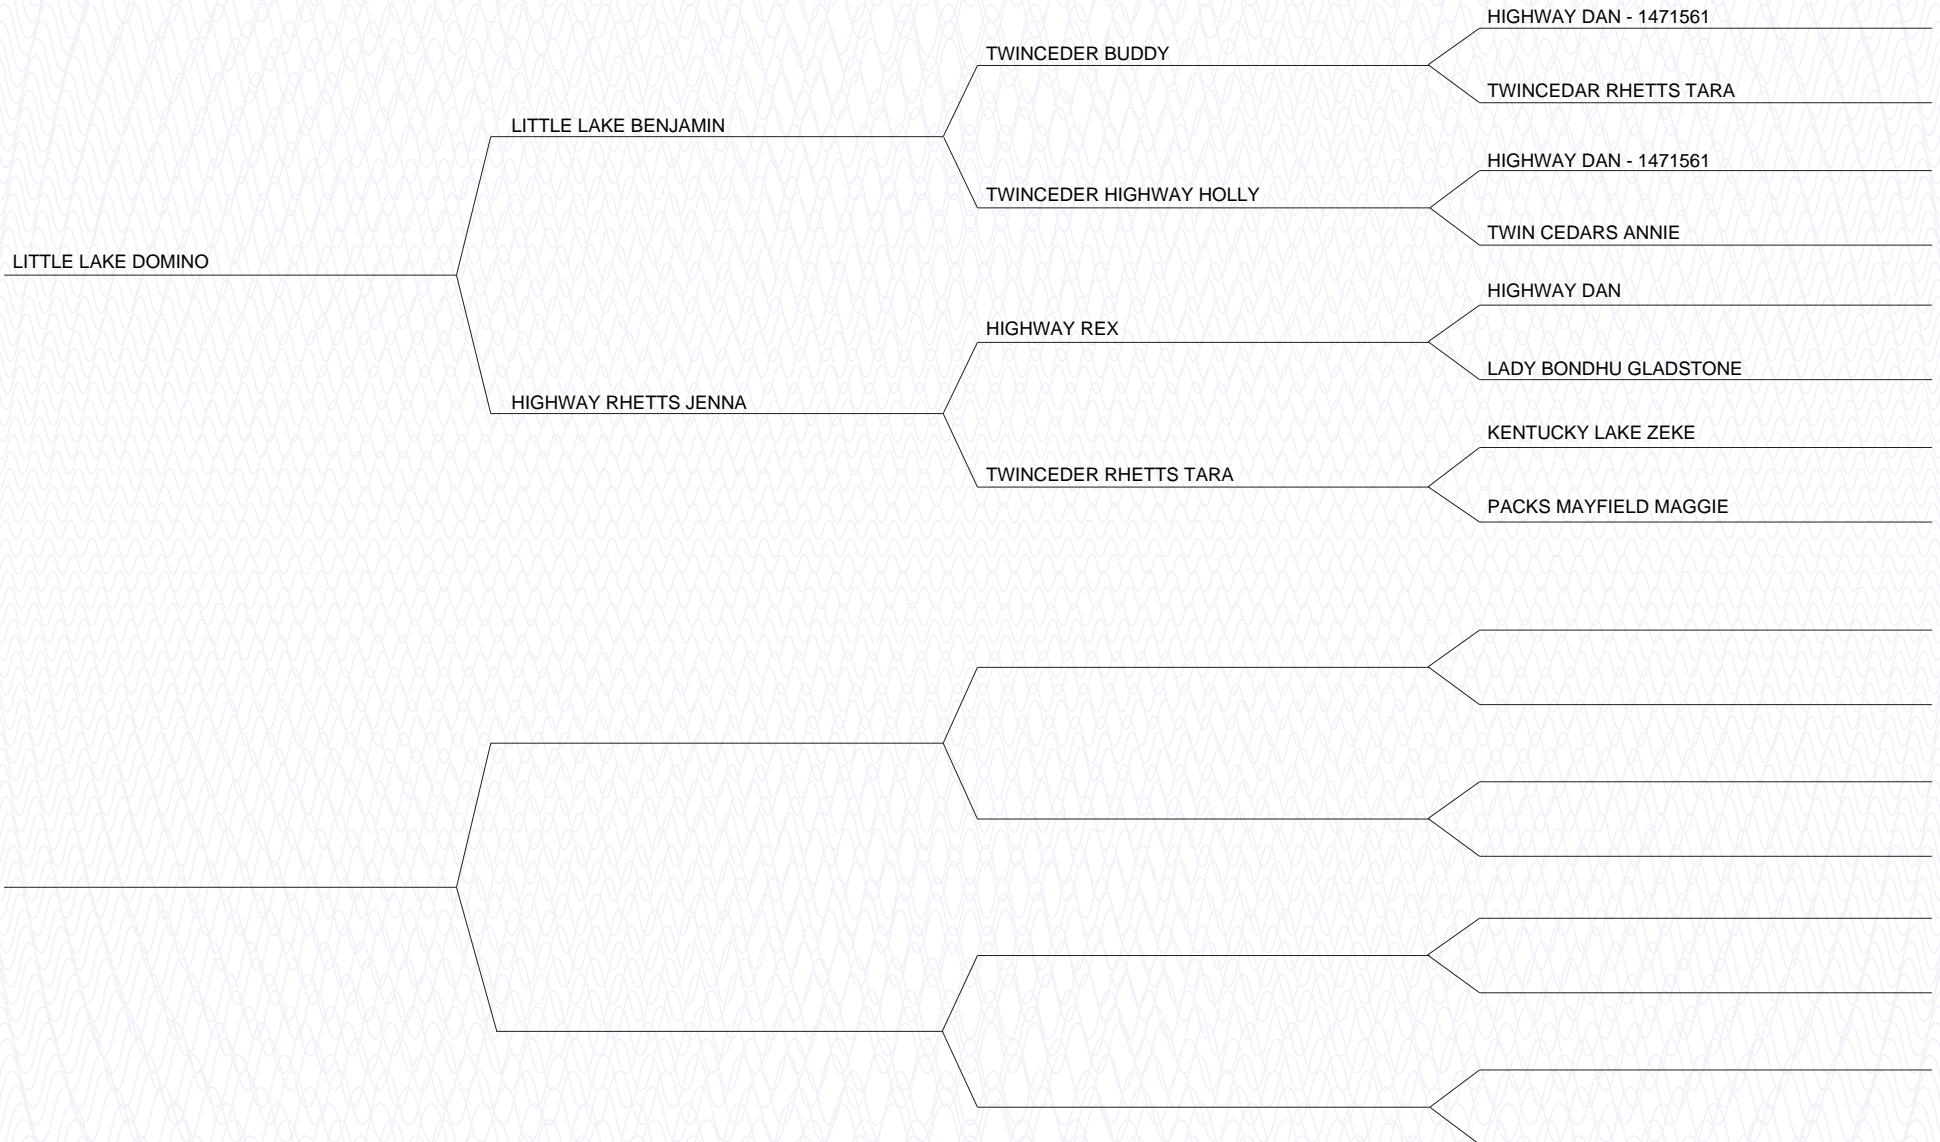 HIGHWAY DAN - 1471561
TWINCEDER BUDDY
TWINCEDAR RHETTS TARA
LITTLE LAKE BENJAMIN
HIGHWAY DAN - 1471561
TWINCEDER HIGHWAY HOLLY
TWIN CEDARS ANNIE
LITTLE LAKE DOMINO
HIGHWAY DAN
HIGHWAY REX
LADY BONDHU GLADSTONE
HIGHWAY RHETTS JENNA
KENTUCKY LAKE ZEKE
TWINCEDER RHETTS TARA
PACKS MAYFIELD MAGGIE